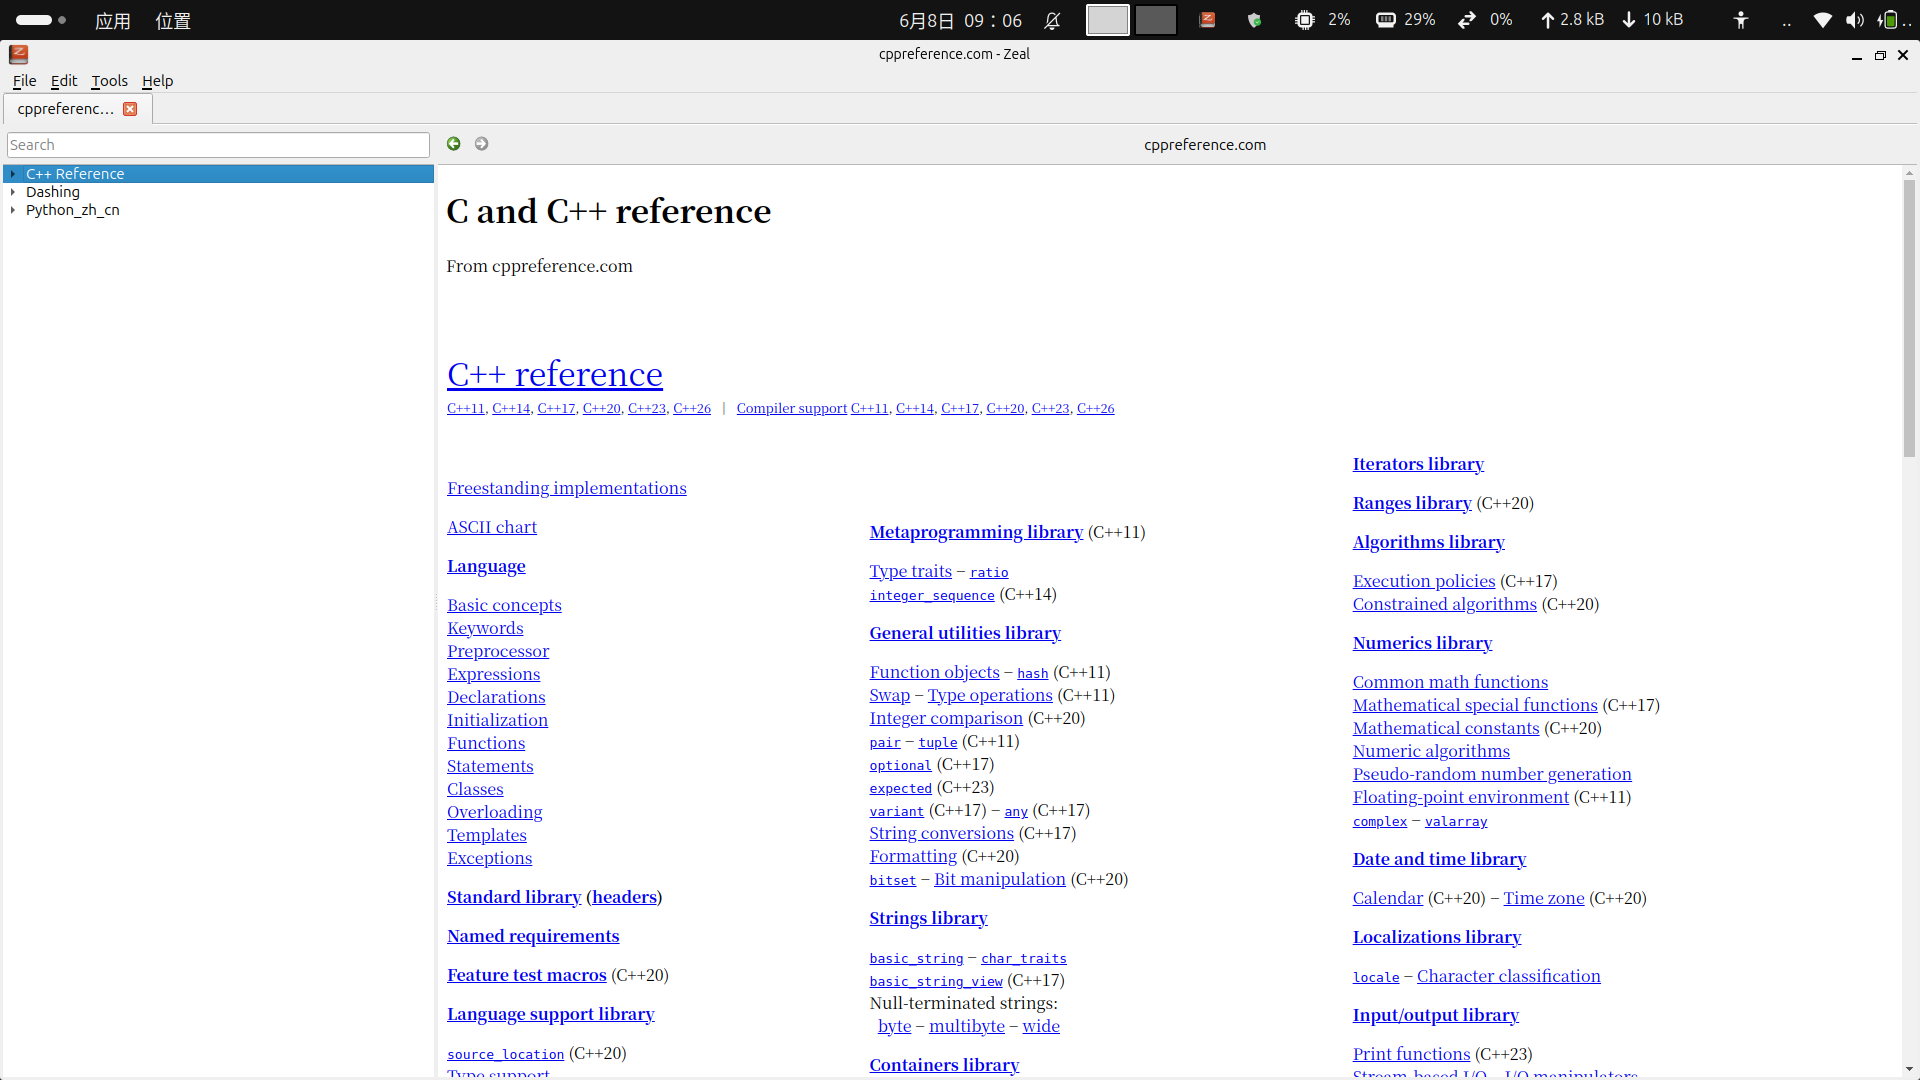 应用 位置 6月8日 09：06 2% 29% 0% 2.8 kB 10 kB ..
cppreference.com - Zeal
File Edit Tools Help
cppreferenc…
Search
cppreference.com
C++ Reference
Dashing
Python_zh_cn
C and C++ reference
From cppreference.com
C++ reference
C++11, C++14, C++17, C++20, C++23, C++26 | Compiler support C++11, C++14, C++17, C++20, C++23, C++26
Freestanding implementations
ASCII chart
Language
Basic concepts
Keywords
Preprocessor
Expressions
Declarations
Initialization
Functions
Statements
Classes
Overloading
Templates
Exceptions
Standard library (headers)
Named requirements
Feature test macros (C++20)
Language support library
source_location (C++20)
Type support
Metaprogramming library (C++11)
Type traits − ratio
integer_sequence (C++14)
General utilities library
Function objects − hash (C++11)
Swap − Type operations (C++11)
Integer comparison (C++20)
pair − tuple (C++11)
optional (C++17)
expected (C++23)
variant (C++17) − any (C++17)
String conversions (C++17)
Formatting (C++20)
bitset − Bit manipulation (C++20)
Strings library
basic_string − char_traits
basic_string_view (C++17)
Null-terminated strings:
byte − multibyte − wide
Containers library
Iterators library
Ranges library (C++20)
Algorithms library
Execution policies (C++17)
Constrained algorithms (C++20)
Numerics library
Common math functions
Mathematical special functions (C++17)
Mathematical constants (C++20)
Numeric algorithms
Pseudo-random number generation
Floating-point environment (C++11)
complex − valarray
Date and time library
Calendar (C++20) − Time zone (C++20)
Localizations library
locale − Character classification
Input/output library
Print functions (C++23)
Stream-based I/O − I/O manipulators